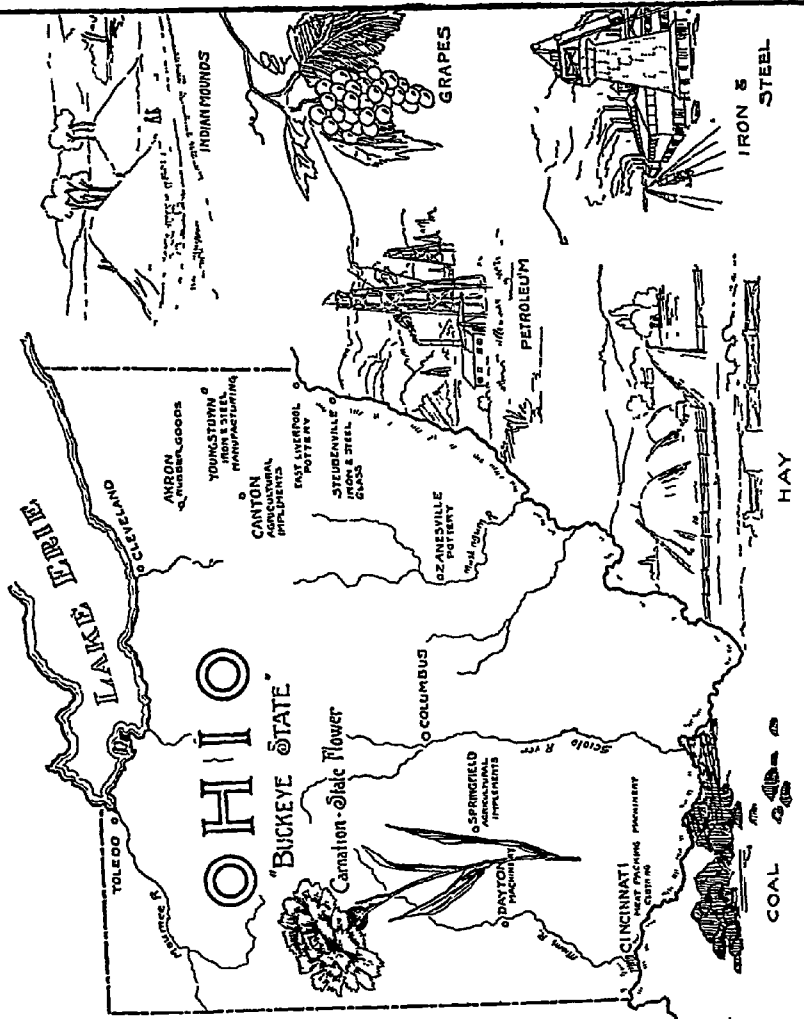 LAKE ERIE
TOLEDO
Maumee R.
CLEVELAND
OHIO
"BUCKEYE STATE"
Carnation-State Flower
AKRON
RUBBER GOODS
YOUNGSTOWN
IRON & STEEL
MANUFACTURING
CANTON
AGRICULTURAL
IMPLIMENTS
EAST LIVERPOOL
POTTERY
STEUBENVILLE
IRON & STEEL
GLASS
ZANESVILLE
POTTERY
COLUMBUS
SPRINGFIELD
AGRICULTURAL
IMPLEMENTS
DAYTON
MACHINERY
Scioto River
Miami R.
CINCINNATI
MEAT PACKING MACHINERY
CLOTHING
INDIAN MOUNDS
GRAPES
PETROLEUM
IRON & STEEL
HAY
COAL